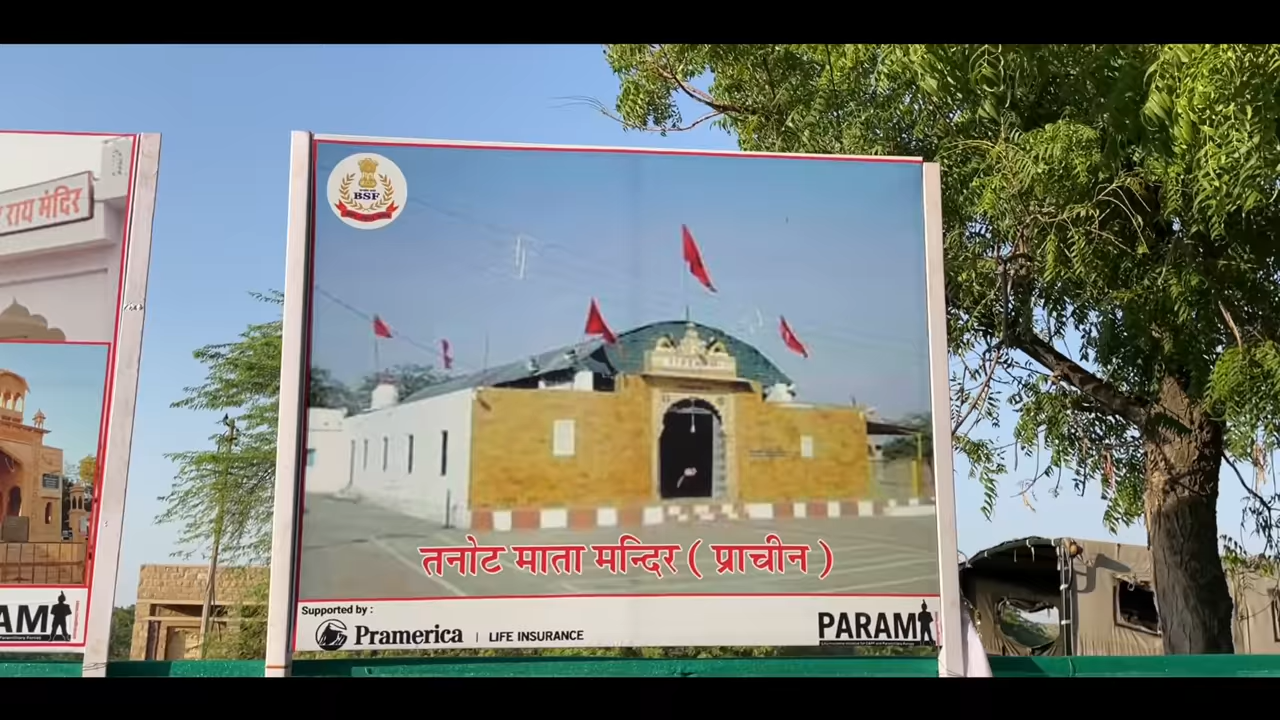 राय मंदिर
BSF
तनोट माता मन्दिर ( प्राचीन )
Supported by :
Pramerica | LIFE INSURANCE
PARAM
AM